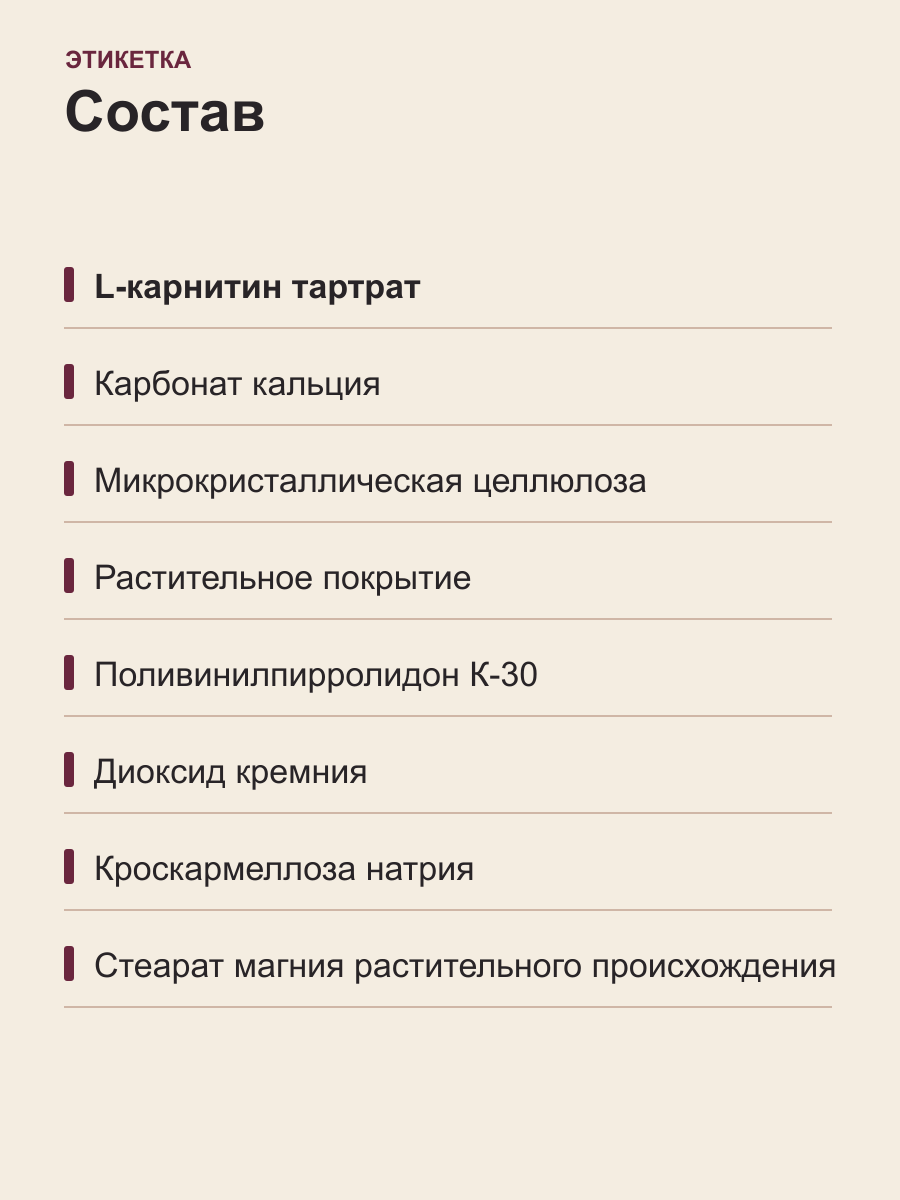 ЭТИКЕТКА
Состав
L-карнитин тартрат
Карбонат кальция
Микрокристаллическая целлюлоза
Растительное покрытие
Поливинилпирролидон К-30
Диоксид кремния
Кроскармеллоза натрия
Стеарат магния растительного происхождения